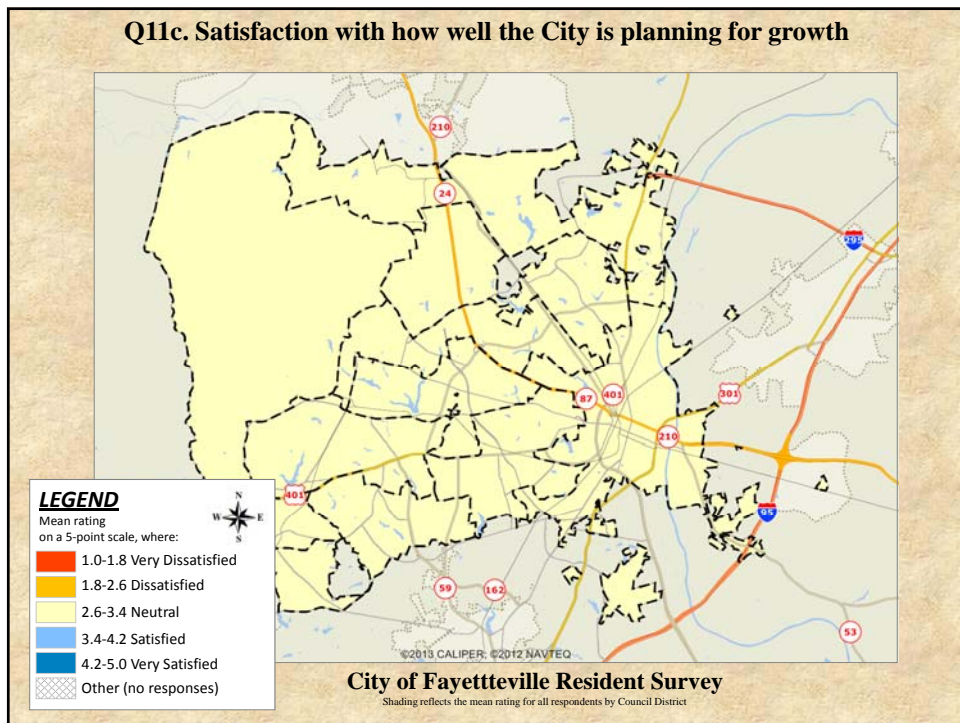 Q11c. Satisfaction with how well the City is planning for growth
210
24
295
87
401
301
210
401
95
59
162
53
LEGEND
Mean rating
on a 5-point scale, where:
N
W E
S
1.0-1.8 Very Dissatisfied
1.8-2.6 Dissatisfied
2.6-3.4 Neutral
3.4-4.2 Satisfied
4.2-5.0 Very Satisfied
Other (no responses)
©2013 CALIPER; ©2012 NAVTEQ
City of Fayettteville Resident Survey
Shading reflects the mean rating for all respondents by Council District